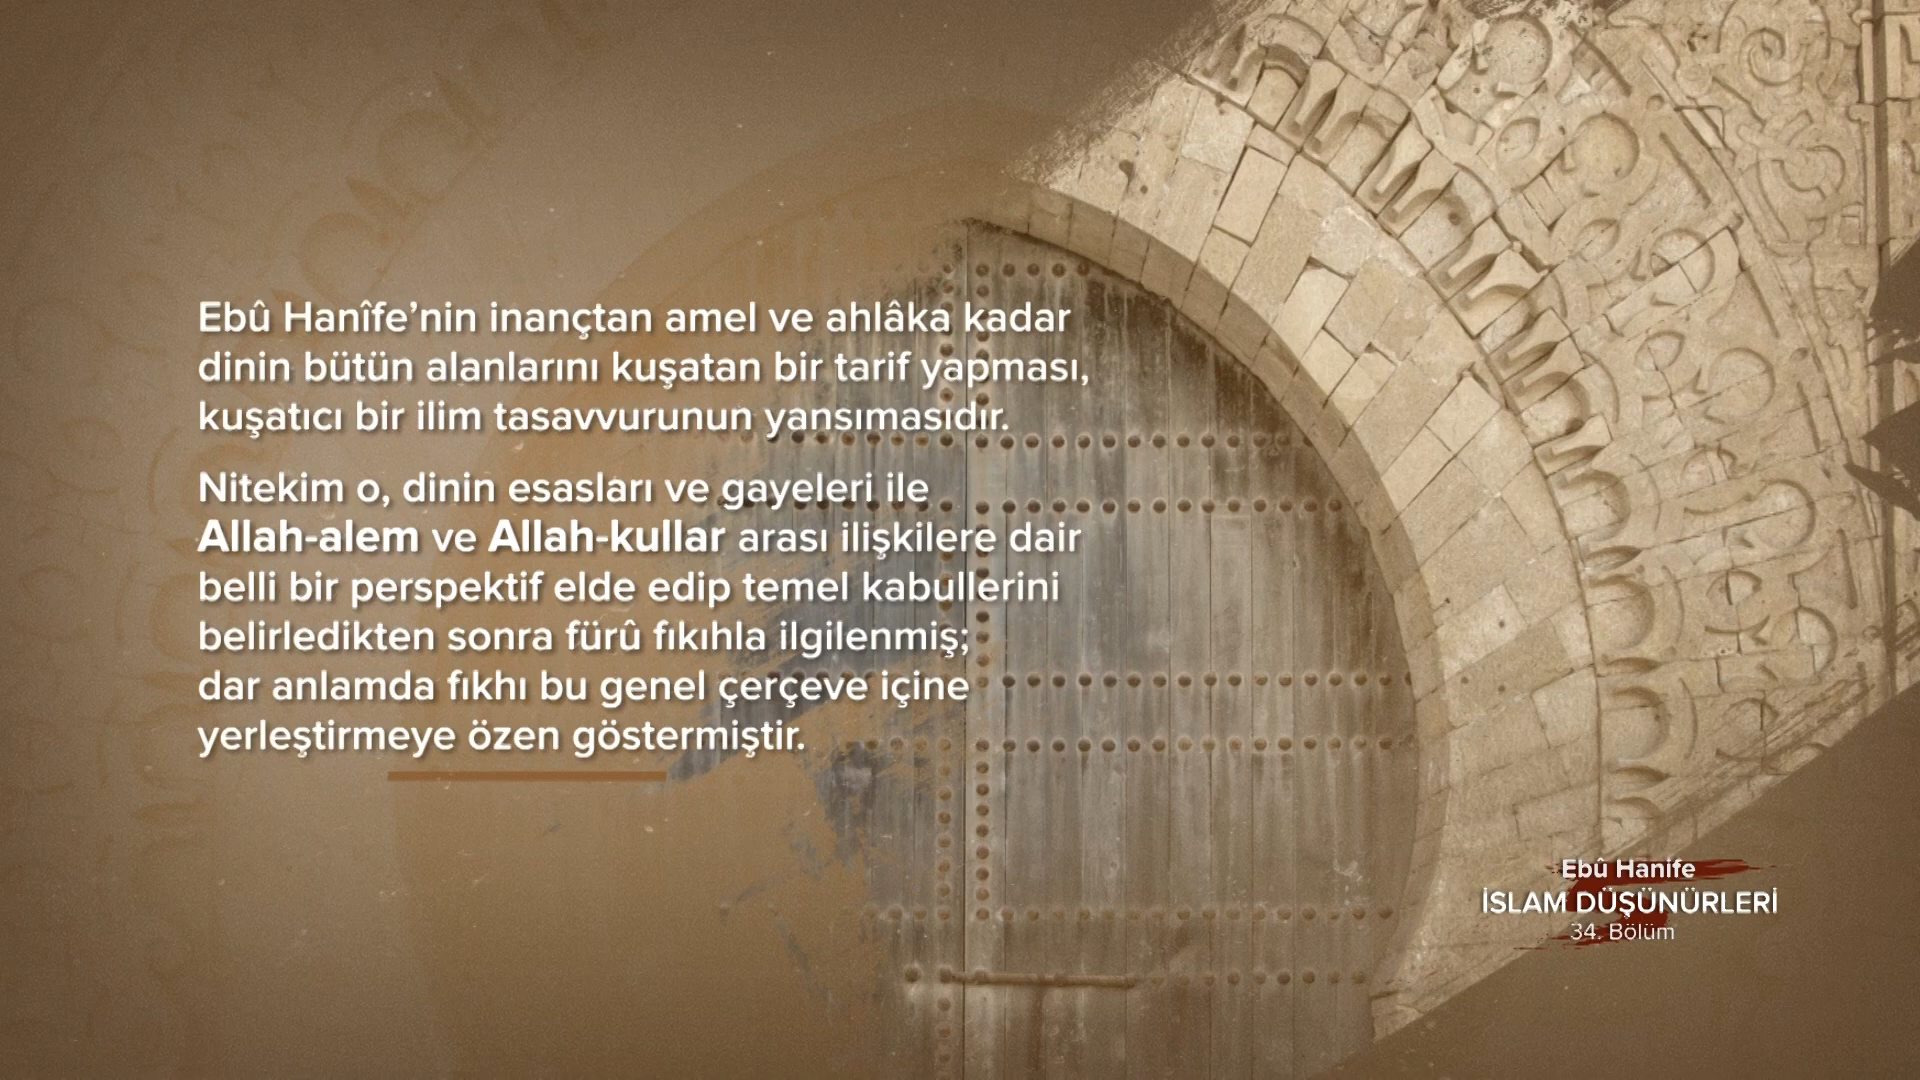 Ebû Hanîfe’nin inançtan amel ve ahlâka kadar
dinin bütün alanlarını kuşatan bir tarif yapması,
kuşatıcı bir ilim tasavvurunun yansımasıdır.
Nitekim o, dinin esasları ve gayeleri ile
Allah-alem ve Allah-kullar arası ilişkilere dair
belli bir perspektif elde edip temel kabullerini
belirledikten sonra fürû fıkıhla ilgilenmiş;
dar anlamda fıkhı bu genel çerçeve içine
yerleştirmeye özen göstermiştir.
Ebû Hanife
İSLAM DÜŞÜNÜRLERİ
34. Bölüm